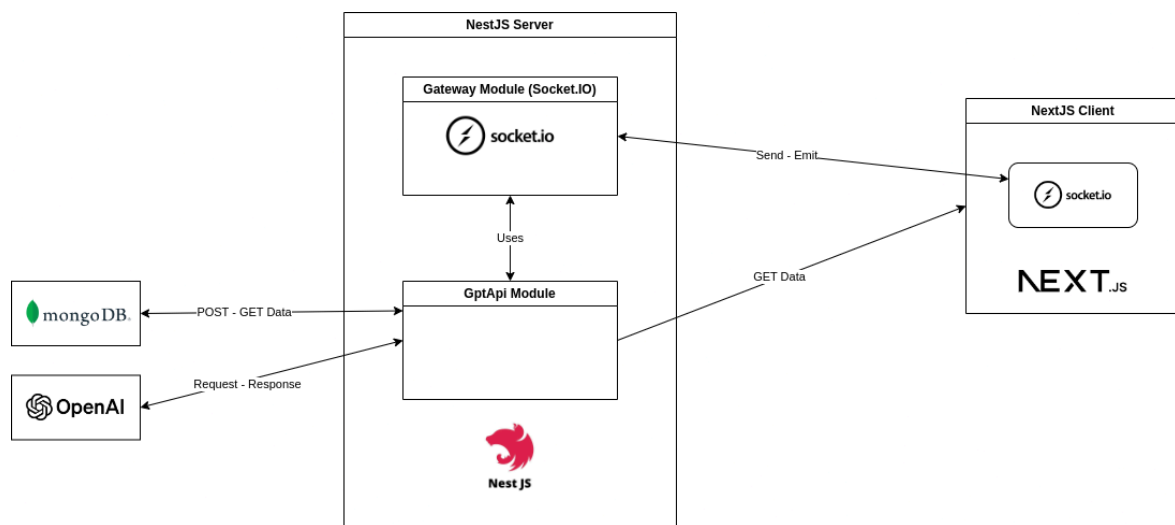 NestJS Server
Gateway Module (Socket.IO)
socket.io
NextJS Client
Send - Emit
socket.io
Uses
GET Data
NEXT.JS
GptApi Module
mongoDB®
POST - GET Data
Request - Response
OpenAI
Nest JS